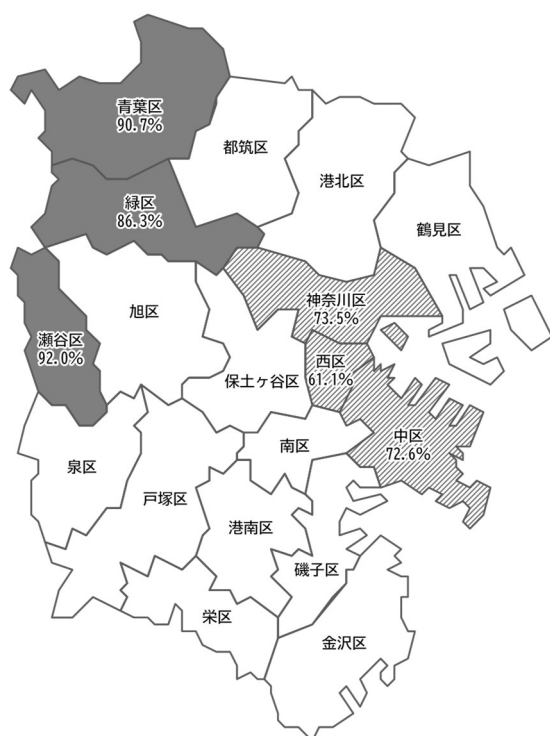 青葉区
90.7%
都筑区
港北区
緑区
86.3%
鶴見区
神奈川区
73.5%
旭区
瀬谷区
92.0%
西区
61.1%
保土ヶ谷区
中区
72.6%
南区
泉区
戸塚区
港南区
磯子区
栄区
金沢区